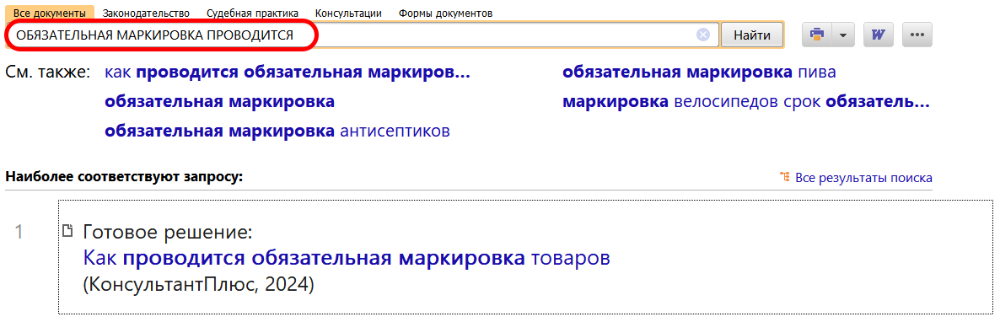 Все документы Законодательство Судебная практика Консультации Формы документов
ОБЯЗАТЕЛЬНАЯ МАРКИРОВКА ПРОВОДИТСЯ Найти W
См. также: как проводится обязательная маркиров... обязательная маркировка пива
обязательная маркировка маркировка велосипедов срок обязатель...
обязательная маркировка антисептиков
Наиболее соответствуют запросу: Все результаты поиска
1 Готовое решение:
Как проводится обязательная маркировка товаров
(КонсультантПлюс, 2024)